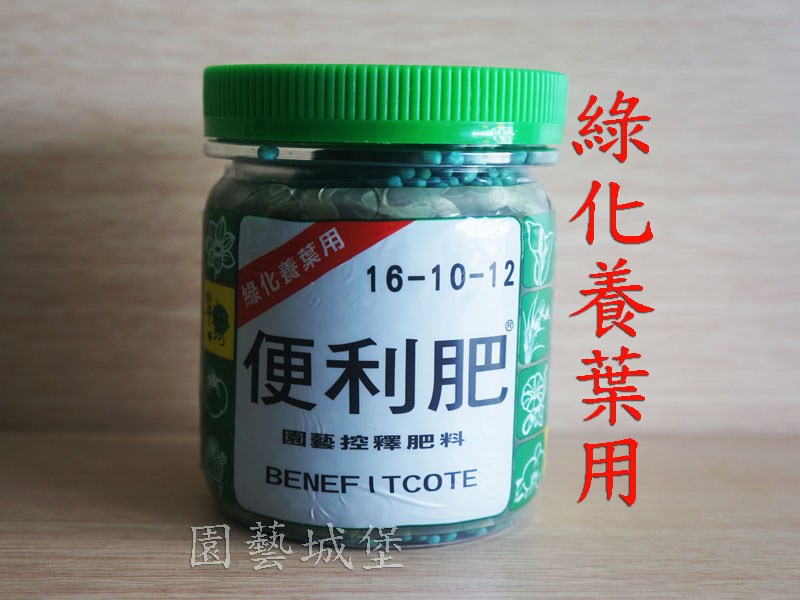 綠化養葉用
綠化養葉用
16-10-12
便利肥®
園藝控釋肥料
BENEFITCOTE
園藝城堡